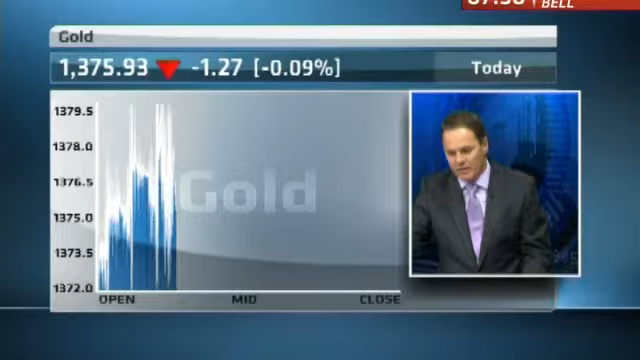 BELL
Gold
1,375.93 -1.27 [-0.09%] Today
1379.5
1378.0
1376.5
1375.0
1373.5
1372.0
Gold
OPEN MID CLOSE